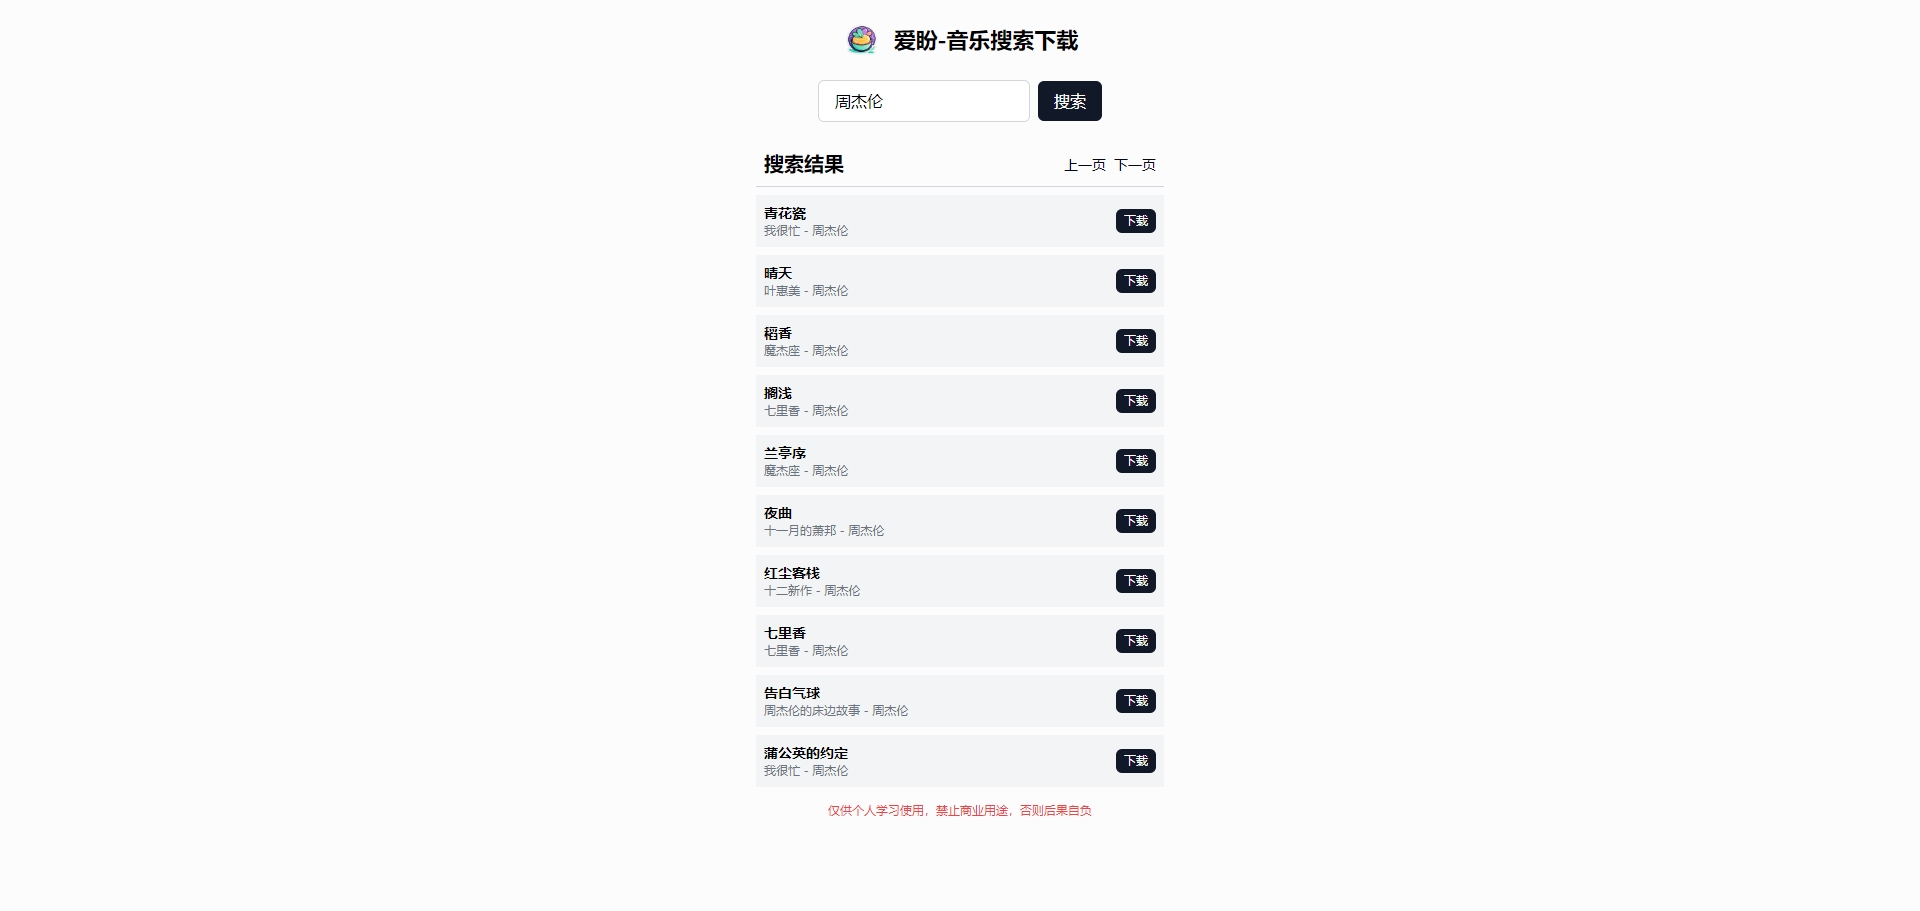 爱盼-音乐搜索下载
周杰伦 搜索
搜索结果 上一页 下一页
青花瓷
我很忙 - 周杰伦
下载
晴天
叶惠美 - 周杰伦
下载
稻香
魔杰座 - 周杰伦
下载
搁浅
七里香 - 周杰伦
下载
兰亭序
魔杰座 - 周杰伦
下载
夜曲
十一月的萧邦 - 周杰伦
下载
红尘客栈
十二新作 - 周杰伦
下载
七里香
七里香 - 周杰伦
下载
告白气球
周杰伦的床边故事 - 周杰伦
下载
蒲公英的约定
我很忙 - 周杰伦
下载
仅供个人学习使用，禁止商业用途，否则后果自负